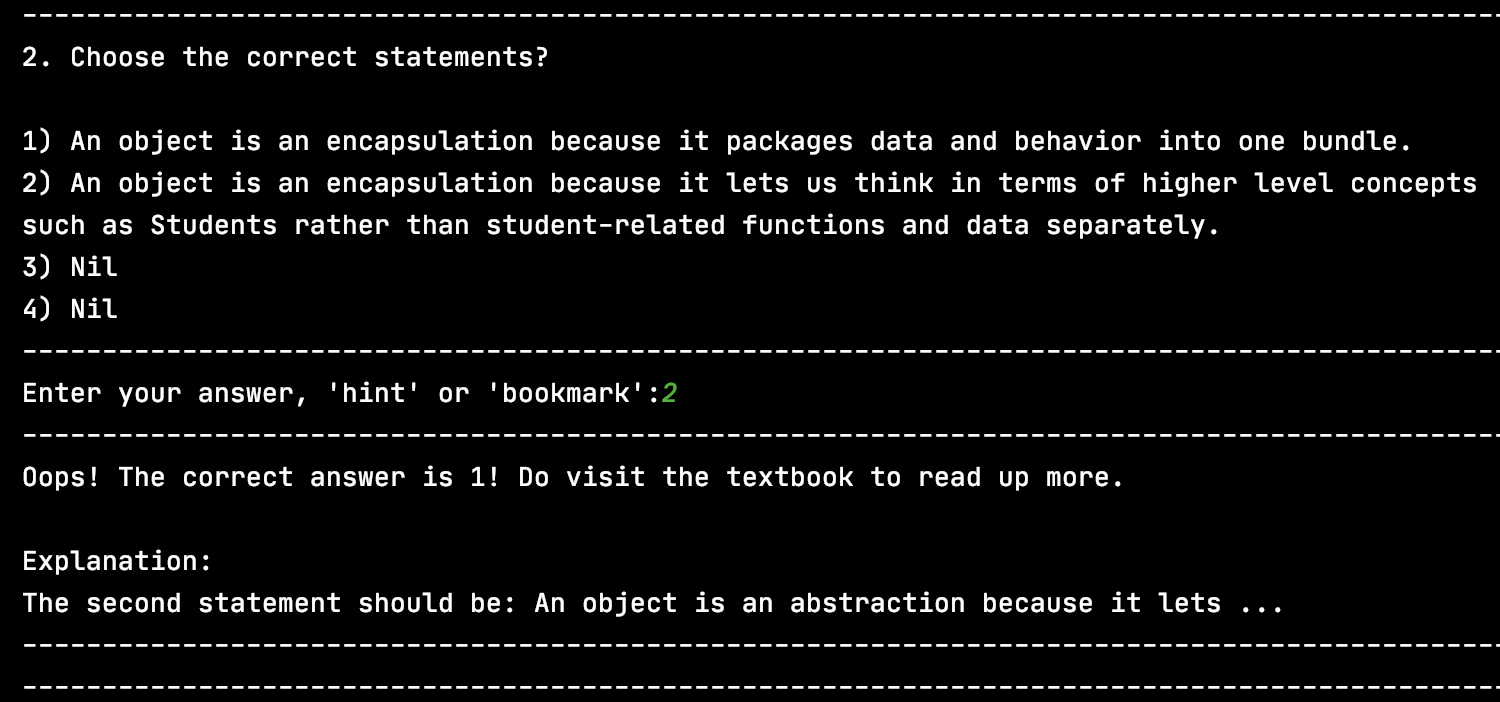 2. Choose the correct statements?
1) An object is an encapsulation because it packages data and behavior into one bundle.
2) An object is an encapsulation because it lets us think in terms of higher level concepts
such as Students rather than student-related functions and data separately.
3) Nil
4) Nil
Enter your answer, 'hint' or 'bookmark':2
Oops! The correct answer is 1! Do visit the textbook to read up more.
Explanation:
The second statement should be: An object is an abstraction because it lets ...